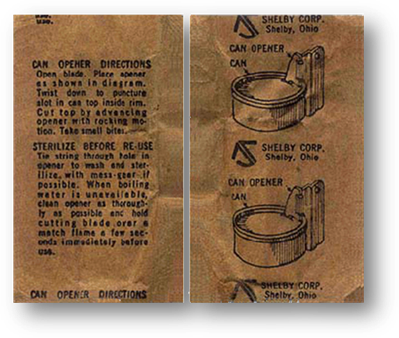 use.
use.
CAN OPENER DIRECTIONS
Open blade. Place opener
as shown in diagram.
Twist down to puncture
slot in can top inside rim.
Cut top by advancing
opener with rocking mo-
tion. Take small bites.
STERILIZE BEFORE RE-USE
Tie string through hole in
opener to wash and ster-
ilize, with mess-gear if
possible. When boiling
water is unavailable,
clean opener as thorough-
ly as possible and hold
cutting blade over a
match flame a few sec-
onds immediately before
use.
CAN OPENER DIRECTIONS
SHELBY CORP.
Shelby, Ohio
CAN OPENER
CAN
SHELBY CORP.
Shelby, Ohio
CAN OPENER
CAN
SHELBY CORP.
Shelby, Ohio